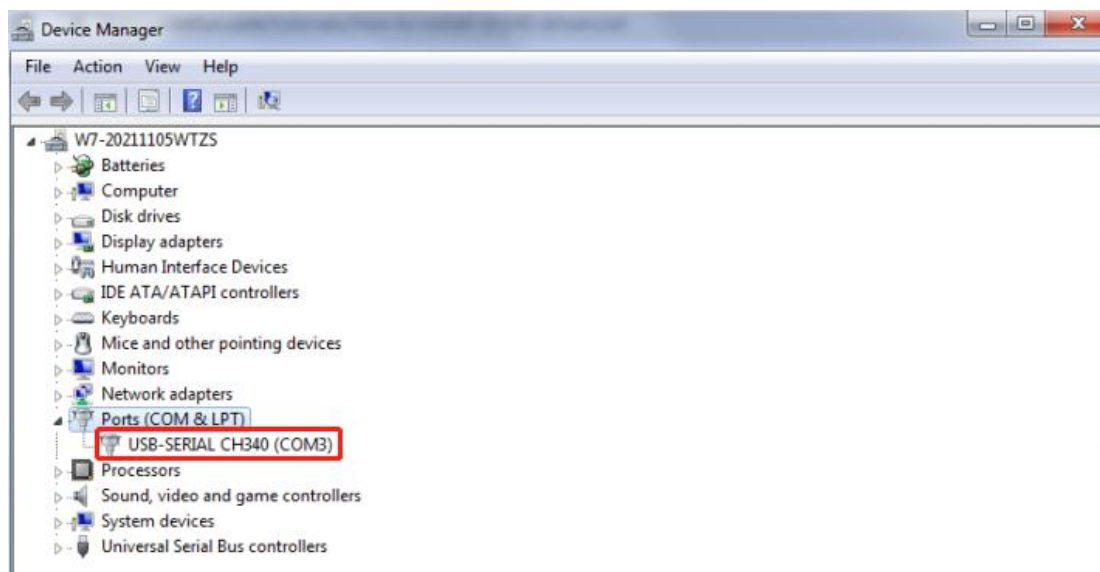 Device Manager
File Action View Help
W7-20211105WTZS
Batteries
Computer
Disk drives
Display adapters
Human Interface Devices
IDE ATA/ATAPI controllers
Keyboards
Mice and other pointing devices
Monitors
Network adapters
Ports (COM & LPT)
USB-SERIAL CH340 (COM3)
Processors
Sound, video and game controllers
System devices
Universal Serial Bus controllers